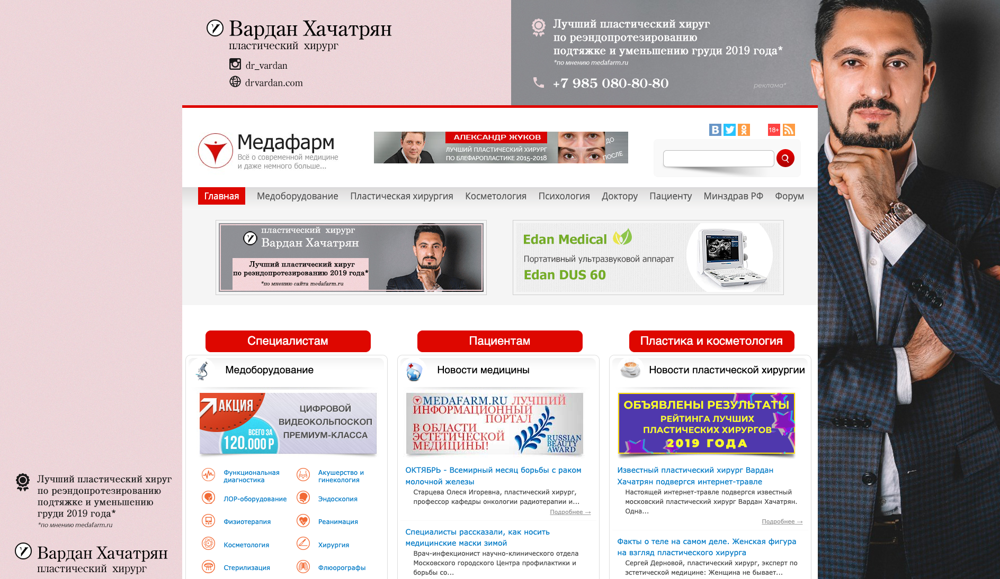 Вардан Хачатрян
пластический хирург
dr_vardan
drvardan.com
Лучший пластический хируг
по реэндопротезированию
подтяжке и уменьшению груди 2019 года*
*по мнению medafarm.ru
+7 985 080-80-80
реклама*
Медафарм
Всё о современной медицине
и даже немного больше...
АЛЕКСАНДР ЖУКОВ
ЛУЧШИЙ ПЛАСТИЧЕСКИЙ ХИРУРГ
ПО БЛЕФАРОПЛАСТИКЕ 2015-2018
ДО
ПОСЛЕ
В
18+
Главная Медоборудование Пластическая хирургия Косметология Психология Доктору Пациенту Минздрав РФ Форум
пластический хирург
Вардан Хачатрян
Лучший пластический хируг
по реэндопротезированию 2019 года*
*по мнению сайта medafarm.ru
Edan Medical
Портативный ультразвуковой аппарат
Edan DUS 60
Специалистам
Медоборудование
АКЦИЯ
ВСЕГО ЗА
120.000 Р
ЦИФРОВОЙ
ВИДЕОКОЛЬПОСКОП
ПРЕМИУМ-КЛАССА
Функциональная
диагностика
Акушерство и
гинекология
ЛОР-оборудование
Эндоскопия
Физиотерапия
Реанимация
Косметология
Хирургия
Стерилизация
Флюорографы
Пациентам
Новости медицины
MEDAFARM.RU ЛУЧШИЙ
ИНФОРМАЦИОННЫЙ
ПОРТАЛ
В ОБЛАСТИ
ЭСТЕТИЧЕСКОЙ
МЕДИЦИНЫ!
RUSSIAN
BEAUTY
AWARD
ОКТЯБРЬ - Всемирный месяц борьбы с раком
молочной железы
Старцева Олеся Игоревна, пластический хирург,
профессор кафедры онкологии радиотерапии и...
Подробнее →
Специалисты рассказали, как носить
медицинские маски зимой
Врач-инфекционист научно-клинического отдела
Московского городского Центра профилактики и
борьбы со...
Пластика и косметология
Новости пластической хирургии
ОБЪЯВЛЕНЫ РЕЗУЛЬТАТЫ
РЕЙТИНГА ЛУЧШИХ
ПЛАСТИЧЕСКИХ ХИРУРГОВ
2019 ГОДА
Известный пластический хирург Вардан
Хачатрян подвергся интернет-травле
Настоящей интернет-травле подвергся известный
московский пластический хирург Вардан Хачатрян.
Одна...
Подробнее →
Факты о теле на самом деле. Женская фигура
на взгляд пластического хирурга
Сергей Дерновой, пластический хирург, эксперт по
эстетической медицине: Женщина не бывает...
Лучший пластический хируг
по реэндопротезированию
подтяжке и уменьшению
груди 2019 года*
*по мнению medafarm.ru
Вардан Хачатрян
пластический хирург